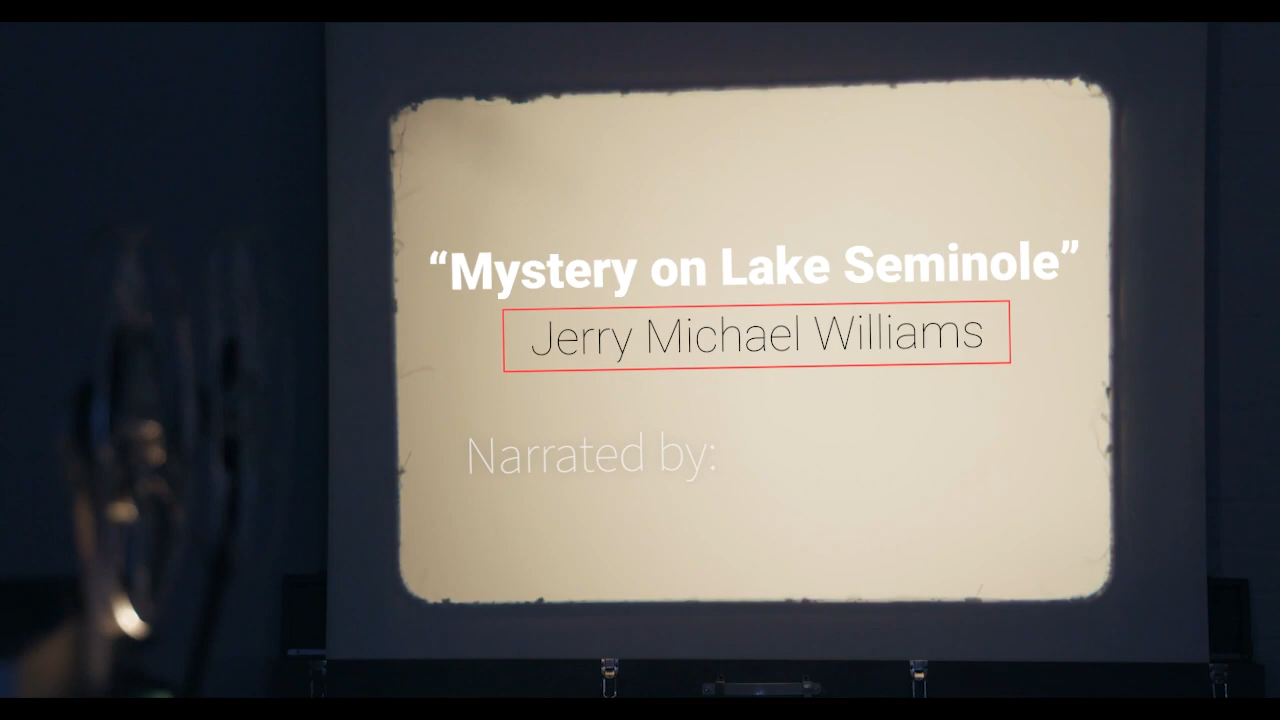 “Mystery on Lake Seminole”
Jerry Michael Williams
Narrated by: